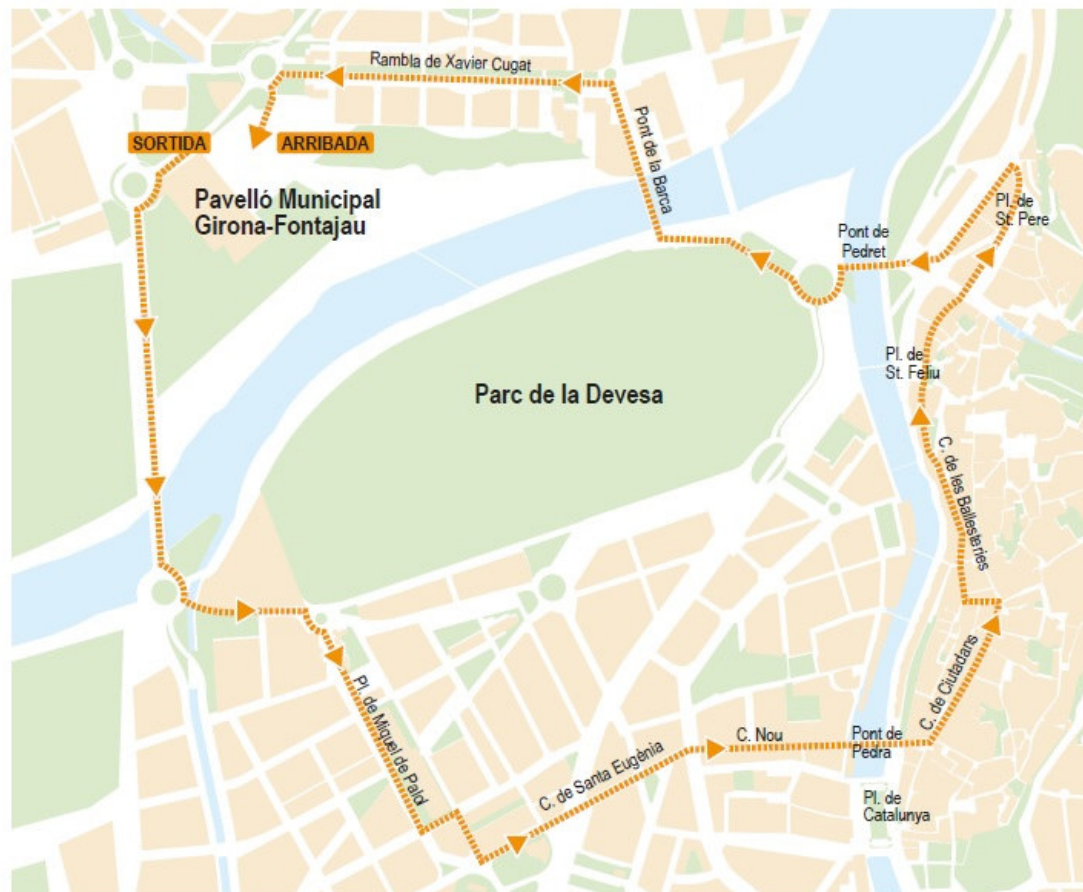 Rambla de Xavier Cugat
SORTIDA
ARRIBADA
Pavelló Municipal
Girona-Fontajau
Pont de la Barca
Pl. de
St. Pere
Pont de
Pedret
Pl. de
St. Feliu
Parc de la Devesa
C. de les Ballesteries
C. de Ciutadans
Pl. de Miquel de Palol
C. de Santa Eugènia
C. Nou
Pont de
Pedra
Pl. de
Catalunya